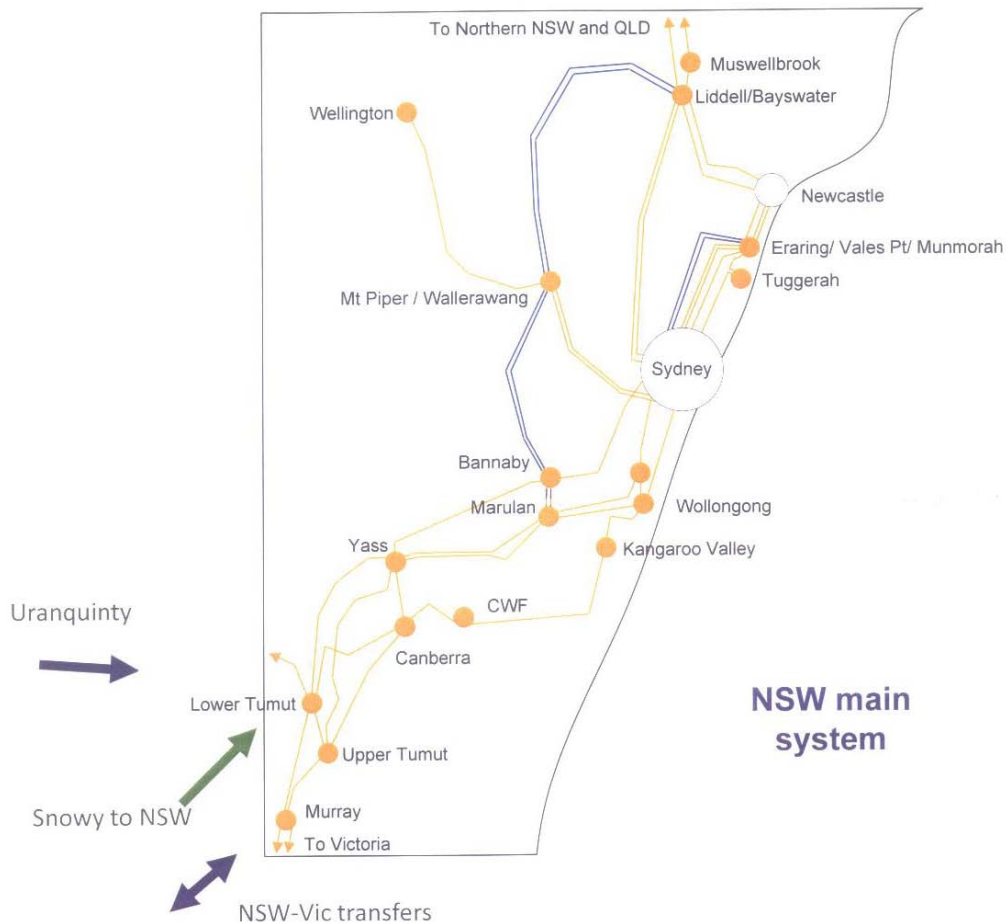 To Northern NSW and QLD
Muswellbrook
Liddell/Bayswater
Wellington
Newcastle
Eraring/ Vales Pt/ Munmorah
Tuggerah
Mt Piper / Wallerawang
Sydney
Bannaby
Marulan
Wollongong
Yass
Kangaroo Valley
Uranquinty
CWF
Canberra
Lower Tumut
NSW main
system
Upper Tumut
Snowy to NSW
Murray
To Victoria
NSW-Vic transfers